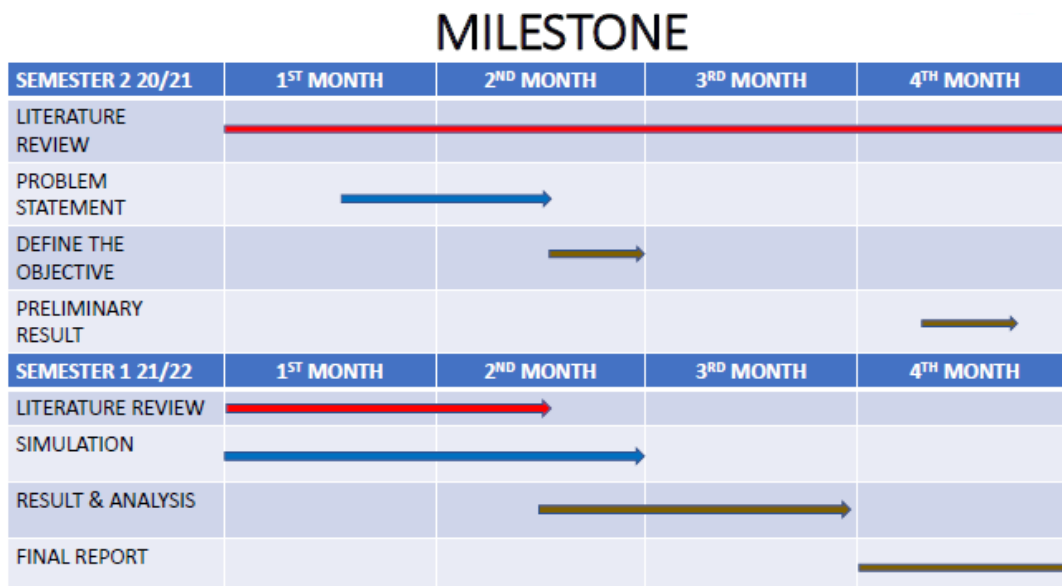 MILESTONE
SEMESTER 2 20/21 1ST MONTH 2ND MONTH 3RD MONTH 4TH MONTH
LITERATURE
REVIEW
PROBLEM
STATEMENT
DEFINE THE
OBJECTIVE
PRELIMINARY
RESULT
SEMESTER 1 21/22 1ST MONTH 2ND MONTH 3RD MONTH 4TH MONTH
LITERATURE REVIEW
SIMULATION
RESULT & ANALYSIS
FINAL REPORT